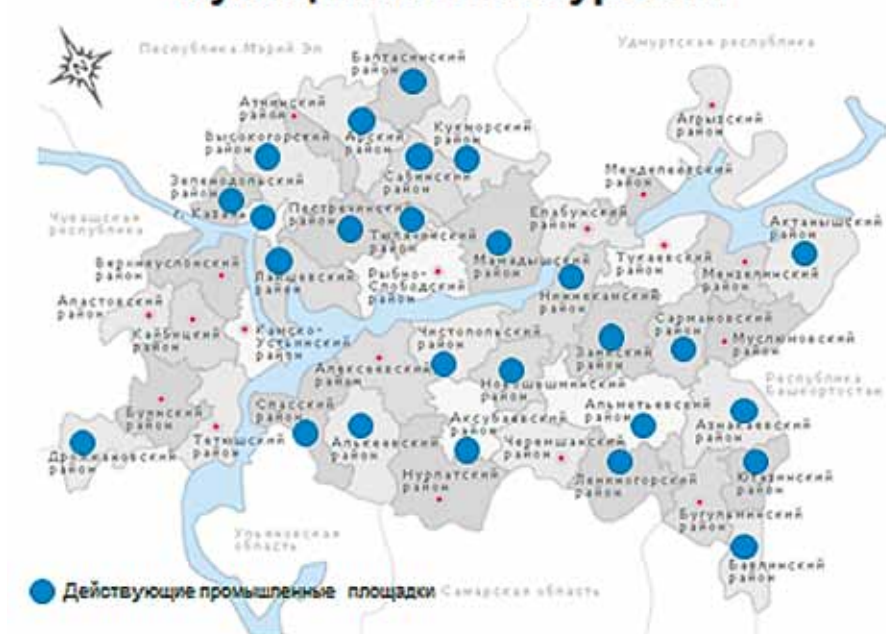 Республика Марий Эл
Удмуртская республика
Балтасинский
район
Атнинский
район
Агрызский
район
Высокогорский
район
Арский
район
Кукморский
район
Сабинский
район
Менделеевский
район
Зеленодольский
район
г. Казань
Пестречинский
район
Тюлячинский
район
Елабужский
район
Актанышский
район
Чувашская
республика
Верхнеуслонский
район
Лаишевский
район
Рыбно-
Слободский
район
Мамадышский
район
Тукаевский
район
Мензелинский
район
Апастовский
район
Кайбицкий
район
Камско-
Устьинский
район
Нижнекамский
район
Чистопольский
район
Сармановский
район
Заинский
район
Муслюмовский
район
Алексеевский
район
Новошешминский
район
Республика
Башкортостан
Буинский
район
Тетюшский
район
Спасский
район
Алькеевский
район
Аксубаевский
район
Альметьевский
район
Азнакаевский
район
Дрожжановский
район
Черемшанский
район
Нурлатский
район
Лениногорский
район
Ютазинский
район
Бугульминский
район
Ульяновская
область
Бавлинский
район
Действующие промышленные площадки
Самарская область